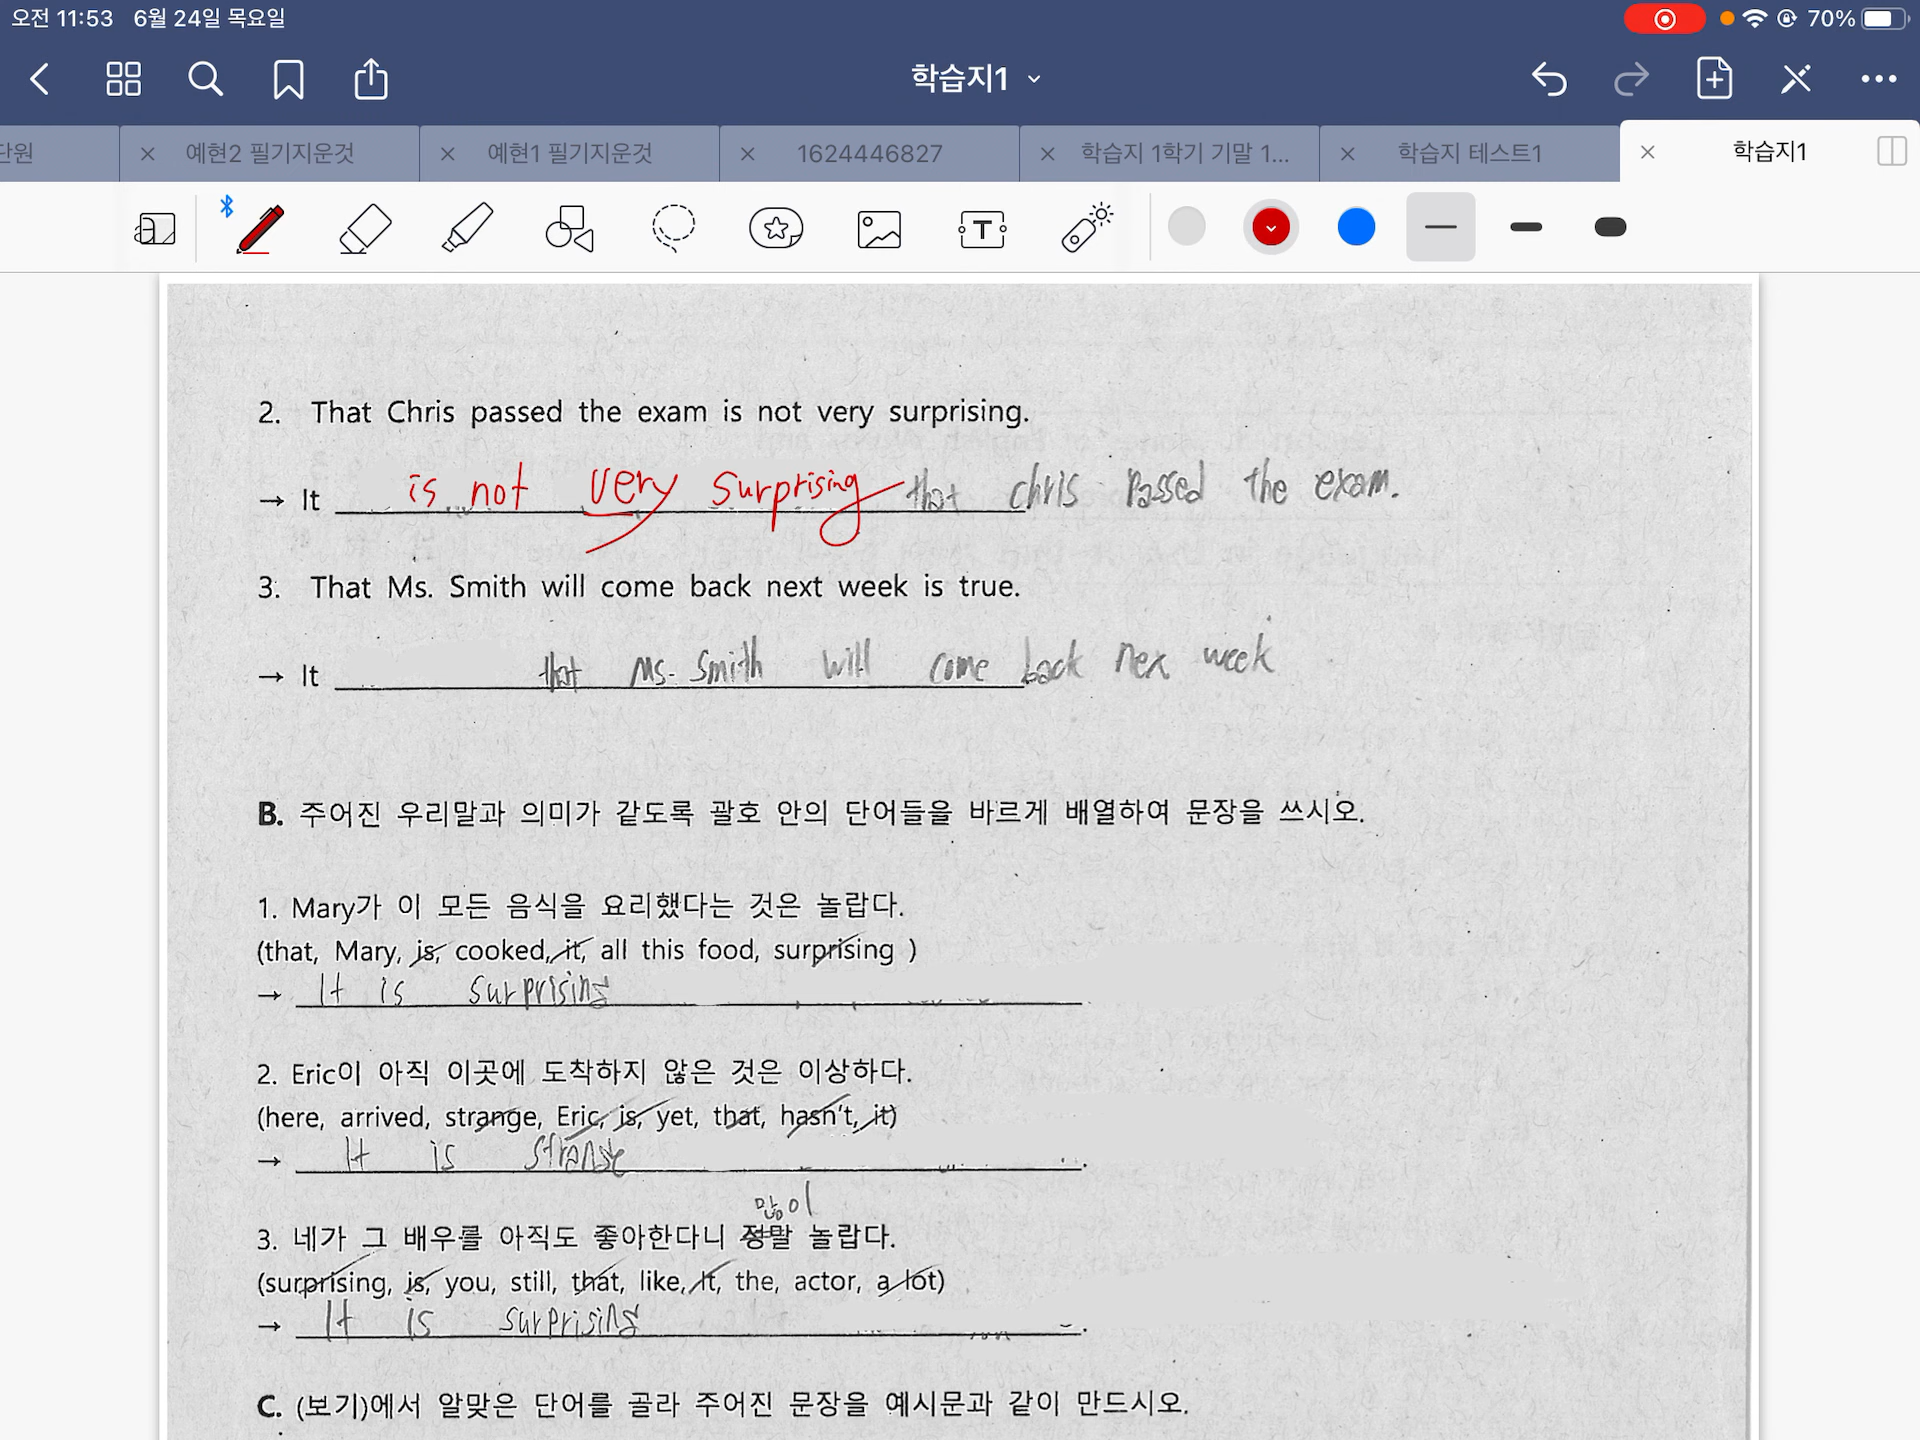 오전 11:53 6월 24일 목요일 70%
학습지1
단원 예현2 필기지운것 예현1 필기지운것 1624446827 학습지 1학기 기말 1... 학습지 테스트1 학습지1
2. That Chris passed the exam is not very surprising.
→ It is not very surprising that chris passed the exam.
3. That Ms. Smith will come back next week is true.
→ It that Ms. Smith will come back nex week
B. 주어진 우리말과 의미가 같도록 괄호 안의 단어들을 바르게 배열하여 문장을 쓰시오.
1. Mary가 이 모든 음식을 요리했다는 것은 놀랍다.
(that, Mary, is, cooked, it, all this food, surprising )
→ It is surprising .
2. Eric이 아직 이곳에 도착하지 않은 것은 이상하다.
(here, arrived, strange, Eric, is, yet, that, hasn't, it)
→ It is strange .
많이
3. 네가 그 배우를 아직도 좋아한다니 정말 놀랍다.
(surprising, is, you, still, that, like, It, the, actor, a lot)
→ It is surprising .
C. (보기)에서 알맞은 단어를 골라 주어진 문장을 예시문과 같이 만드시오.